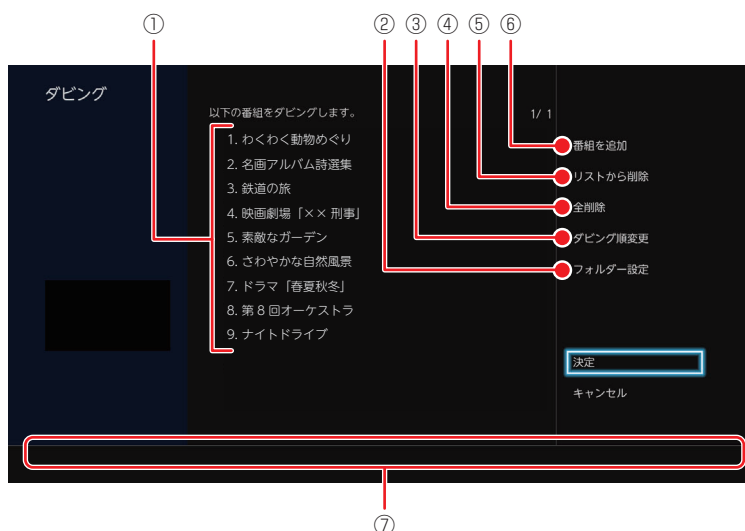 ① ② ③ ④ ⑤ ⑥
ダビング
以下の番組をダビングします。
1/ 1
1. わくわく動物めぐり
2. 名画アルバム詩選集
3. 鉄道の旅
4. 映画劇場「×× 刑事」
5. 素敵なガーデン
6. さわやかな自然風景
7. ドラマ「春夏秋冬」
8. 第 8 回オーケストラ
9. ナイトドライブ
番組を追加
リストから削除
全削除
ダビング順変更
フォルダー設定
決定
キャンセル
⑦